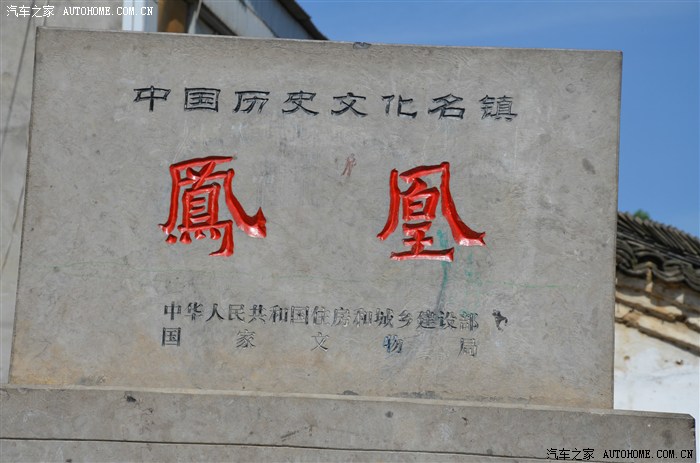 汽车之家 AUTOHOME.COM.CN
中国历史文化名镇
鳳凰
中华人民共和国住房和城乡建设部
国家文物局
汽车之家 AUTOHOME.COM.CN